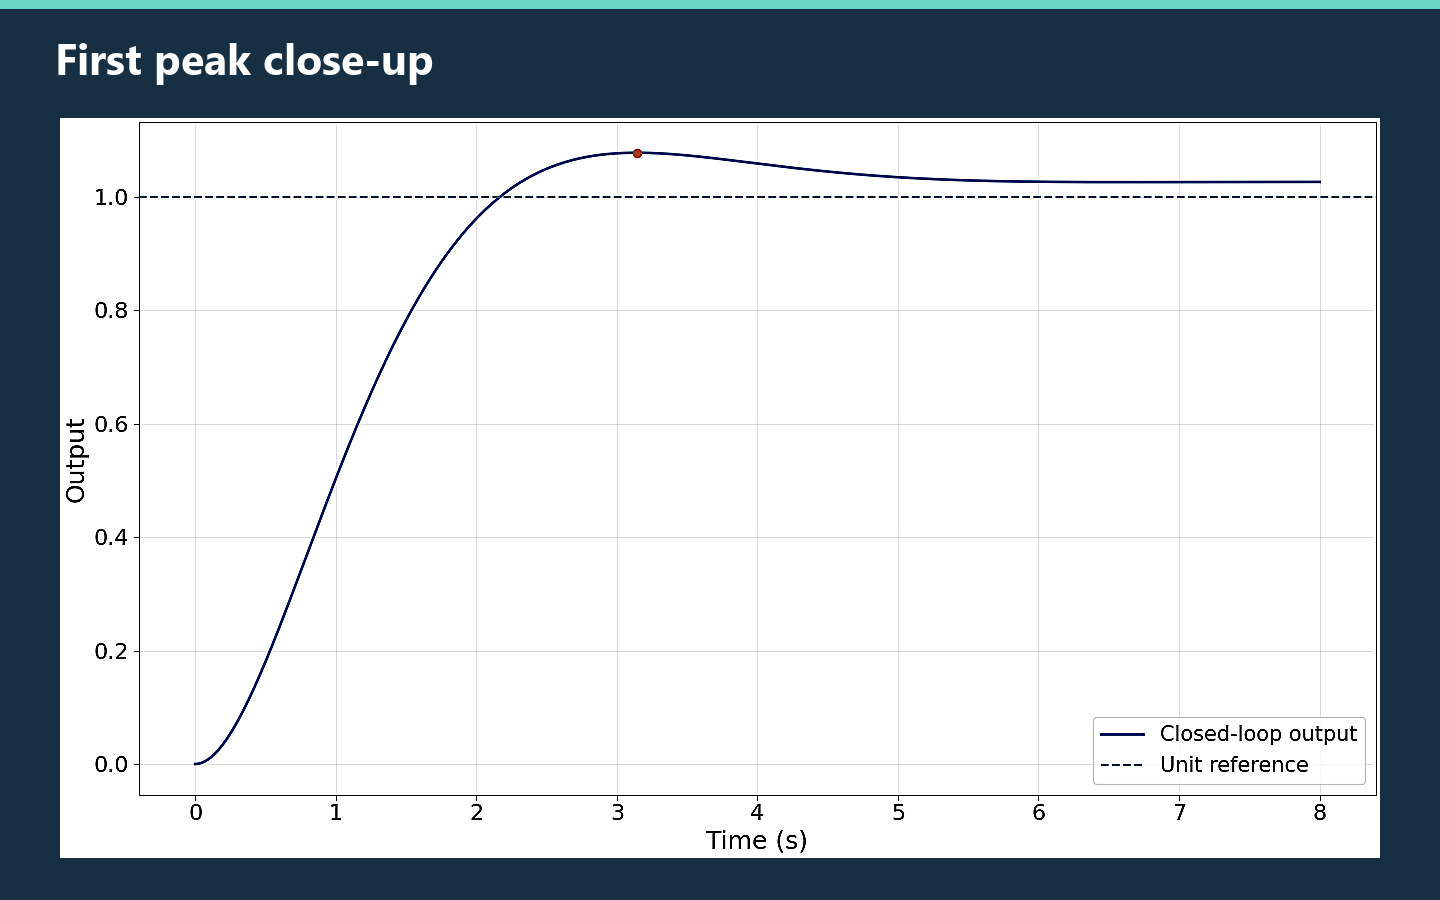 First peak close-up
1.0
0.8
0.6
0.4
0.2
0.0
Output
Closed-loop output
Unit reference
0 1 2 3 4 5 6 7 8
Time (s)